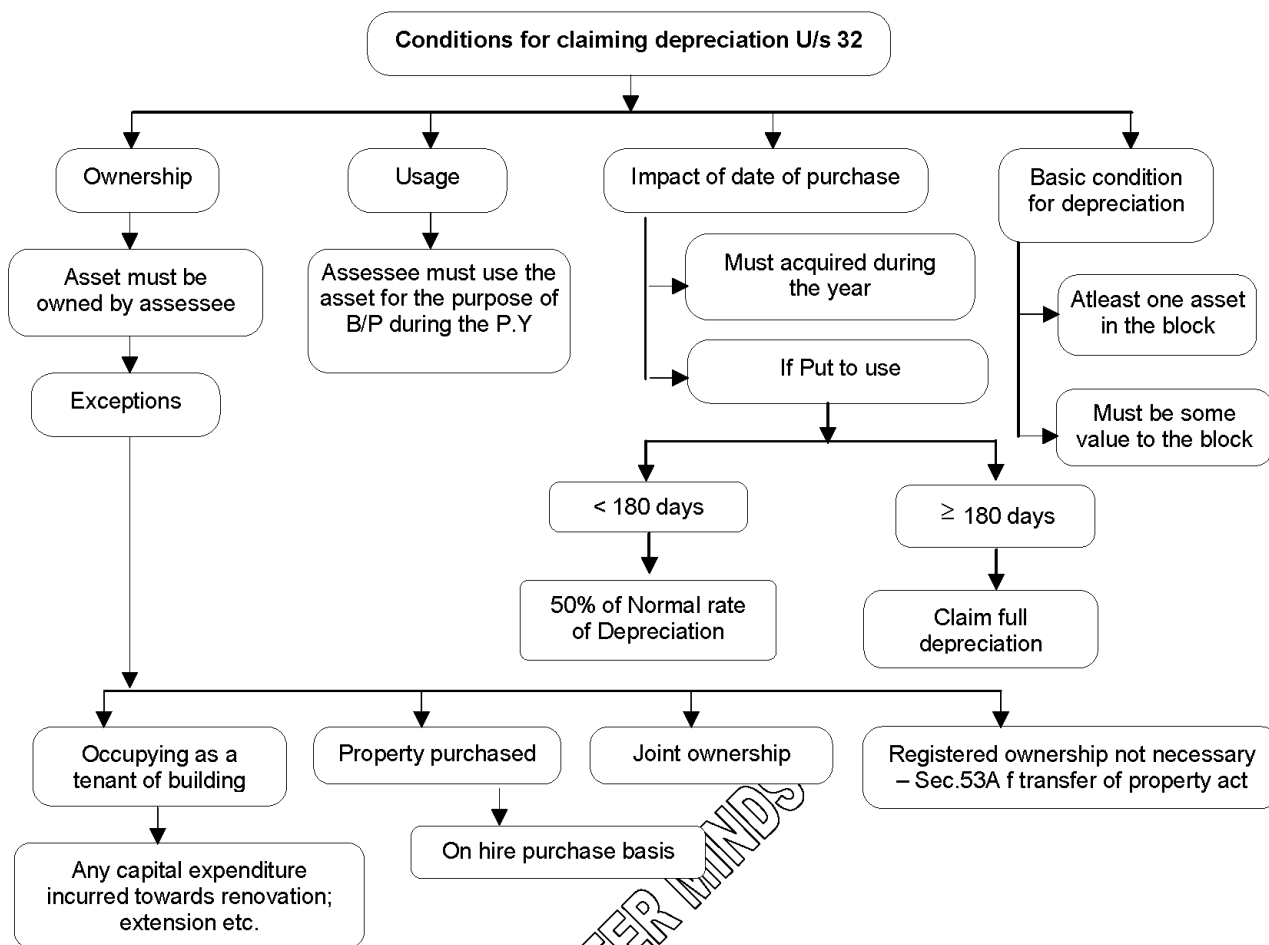 Conditions for claiming depreciation U/s 32
Ownership
Usage
Impact of date of purchase
Basic condition
for depreciation
Asset must be
owned by assessee
Assessee must use the
asset for the purpose of
B/P during the P.Y
Must acquired during
the year
Atleast one asset
in the block
If Put to use
Exceptions
Must be some
value to the block
< 180 days
≥ 180 days
50% of Normal rate
of Depreciation
Claim full
depreciation
Occupying as a
tenant of building
Property purchased
Joint ownership
Registered ownership not necessary
– Sec.53A f transfer of property act
On hire purchase basis
Any capital expenditure
incurred towards renovation;
extension etc.
MINDS